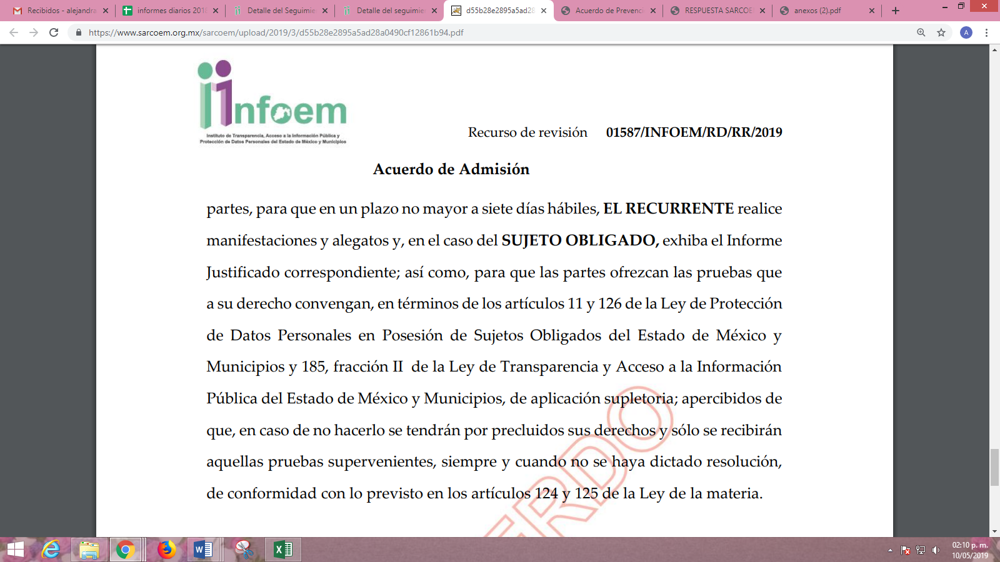 Recibidos - alejandra
informes diarios 2018
Detalle del Seguimie
Detalle del seguimie
d55b28e2895a5ad28
Acuerdo de Prevenci
RESPUESTA SARCOE
anexos (2).pdf
https://www.sarcoem.org.mx/sarcoem/upload/2019/3/d55b28e2895a5ad28a0490cf12861b94.pdf
A
infoem
Instituto de Transparencia, Acceso a la Información Pública y
Protección de Datos Personales del Estado de México y Municipios
Recurso de revisión 01587/INFOEM/RD/RR/2019
Acuerdo de Admisión
partes, para que en un plazo no mayor a siete días hábiles, EL RECURRENTE realice
manifestaciones y alegatos y, en el caso del SUJETO OBLIGADO, exhiba el Informe
Justificado correspondiente; así como, para que las partes ofrezcan las pruebas que
a su derecho convengan, en términos de los artículos 11 y 126 de la Ley de Protección
de Datos Personales en Posesión de Sujetos Obligados del Estado de México y
Municipios y 185, fracción II de la Ley de Transparencia y Acceso a la Información
Pública del Estado de México y Municipios, de aplicación supletoria; apercibidos de
que, en caso de no hacerlo se tendrán por precluidos sus derechos y sólo se recibirán
aquellas pruebas supervenientes, siempre y cuando no se haya dictado resolución,
de conformidad con lo previsto en los artículos 124 y 125 de la Ley de la materia.
ERDO
02:10 p. m.
10/05/2019